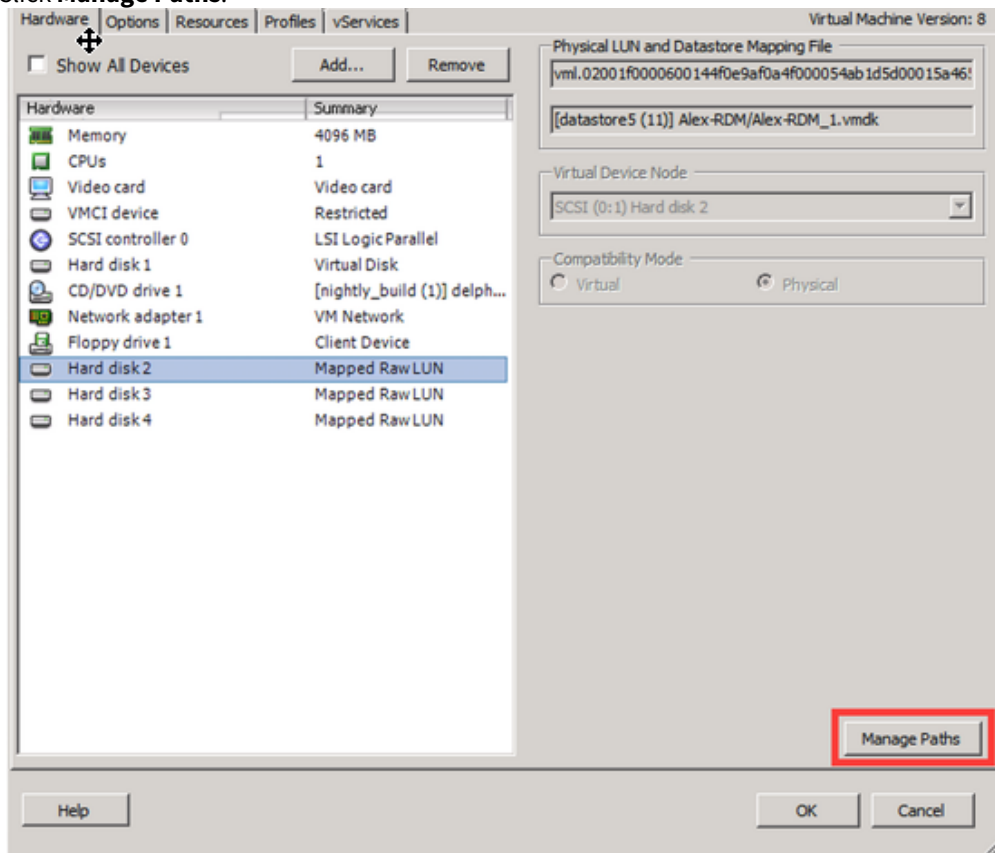 Click Manage Paths.
Hardware Options Resources Profiles vServices
Virtual Machine Version: 8
Show All Devices
Add...
Remove
Hardware Summary
Memory 4096 MB
CPUs 1
Video card Video card
VMCI device Restricted
SCSI controller 0 LSI Logic Parallel
Hard disk 1 Virtual Disk
CD/DVD drive 1 [nightly_build (1)] delph...
Network adapter 1 VM Network
Floppy drive 1 Client Device
Hard disk 2 Mapped Raw LUN
Hard disk 3 Mapped Raw LUN
Hard disk 4 Mapped Raw LUN
Physical LUN and Datastore Mapping File
vml.02001f0000600144f0e9af0a4f000054ab1d5d00015a465
[datastore5 (11)] Alex-RDM/Alex-RDM_1.vmdk
Virtual Device Node
SCSI (0:1) Hard disk 2
Compatibility Mode
Virtual Physical
Manage Paths
Help
OK
Cancel